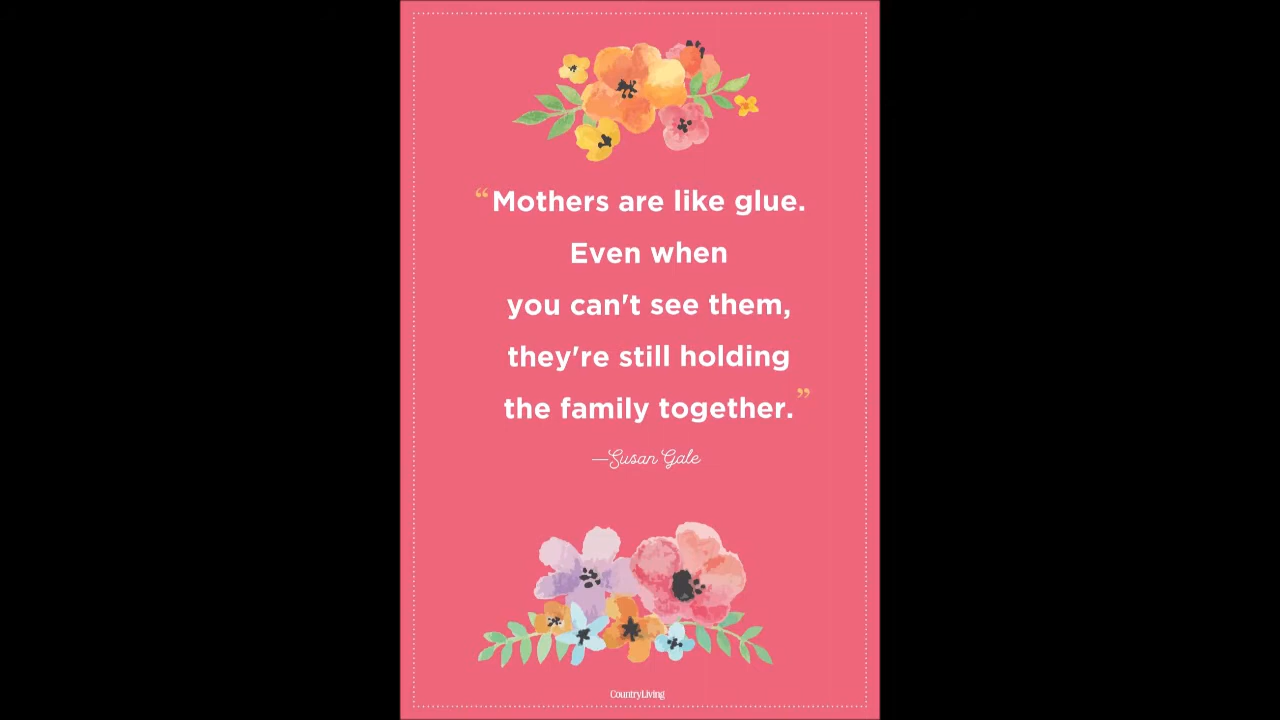 “Mothers are like glue.
Even when
you can't see them,
they're still holding
the family together.”
—Susan Gale
CountryLiving